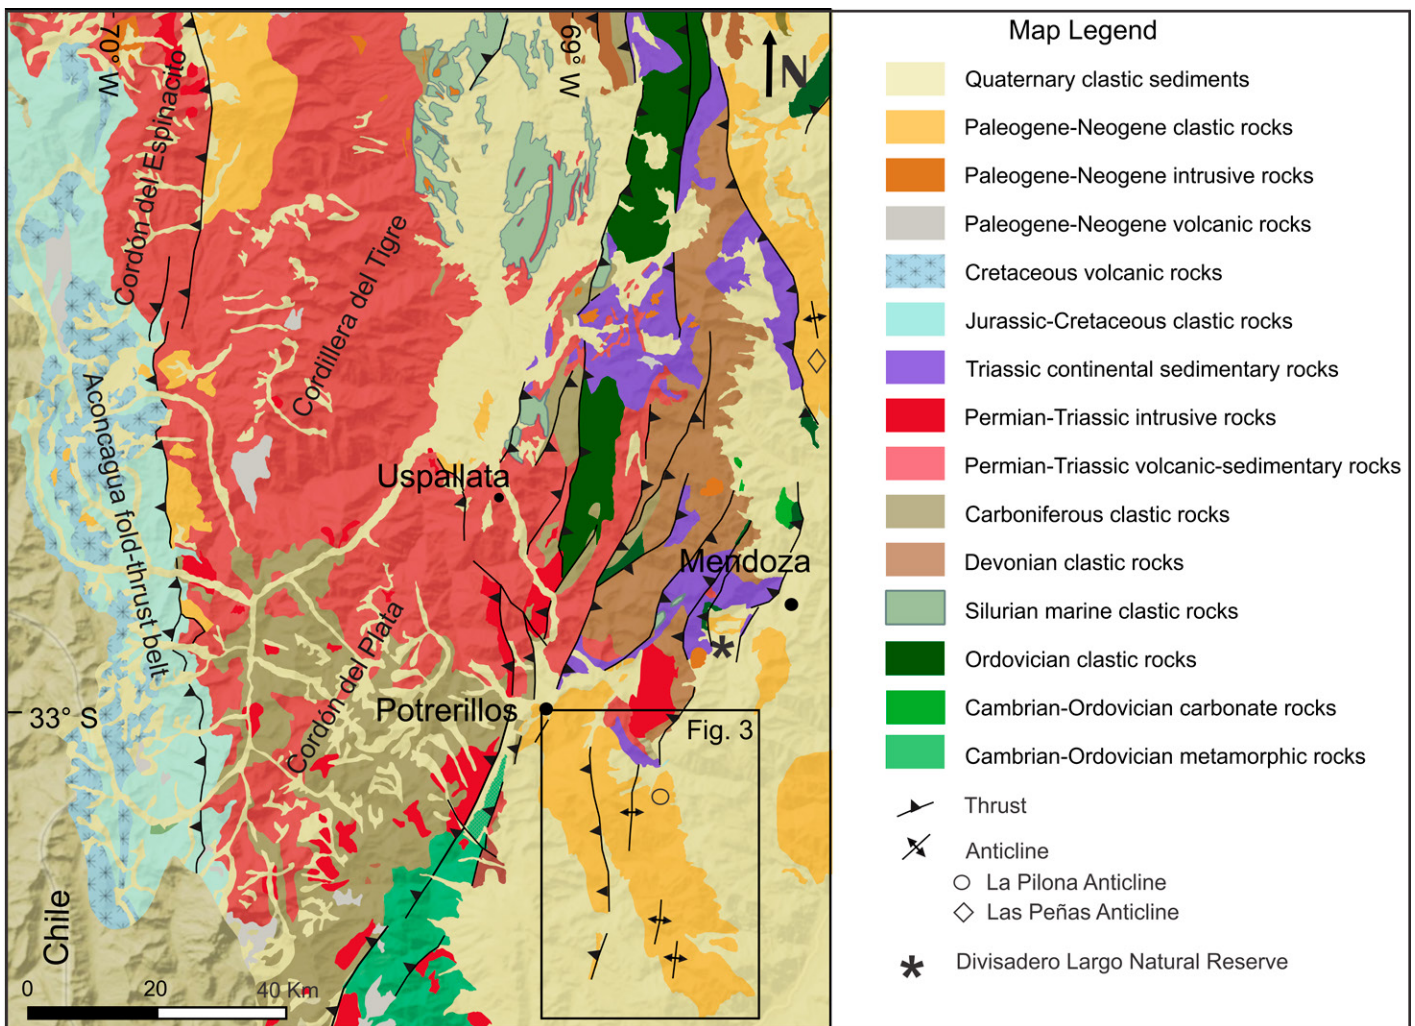 70° W
69° W
N
Cordón del Espinacito
Cordillera del Tigre
Aconcagua fold-thrust belt
Uspallata
Mendoza
Cordón del Plata
Potrerillos
33° S
Fig. 3
Chile
0 20 40 Km
Map Legend
Quaternary clastic sediments
Paleogene-Neogene clastic rocks
Paleogene-Neogene intrusive rocks
Paleogene-Neogene volcanic rocks
Cretaceous volcanic rocks
Jurassic-Cretaceous clastic rocks
Triassic continental sedimentary rocks
Permian-Triassic intrusive rocks
Permian-Triassic volcanic-sedimentary rocks
Carboniferous clastic rocks
Devonian clastic rocks
Silurian marine clastic rocks
Ordovician clastic rocks
Cambrian-Ordovician carbonate rocks
Cambrian-Ordovician metamorphic rocks
Thrust
Anticline
La Pilona Anticline
Las Peñas Anticline
Divisadero Largo Natural Reserve